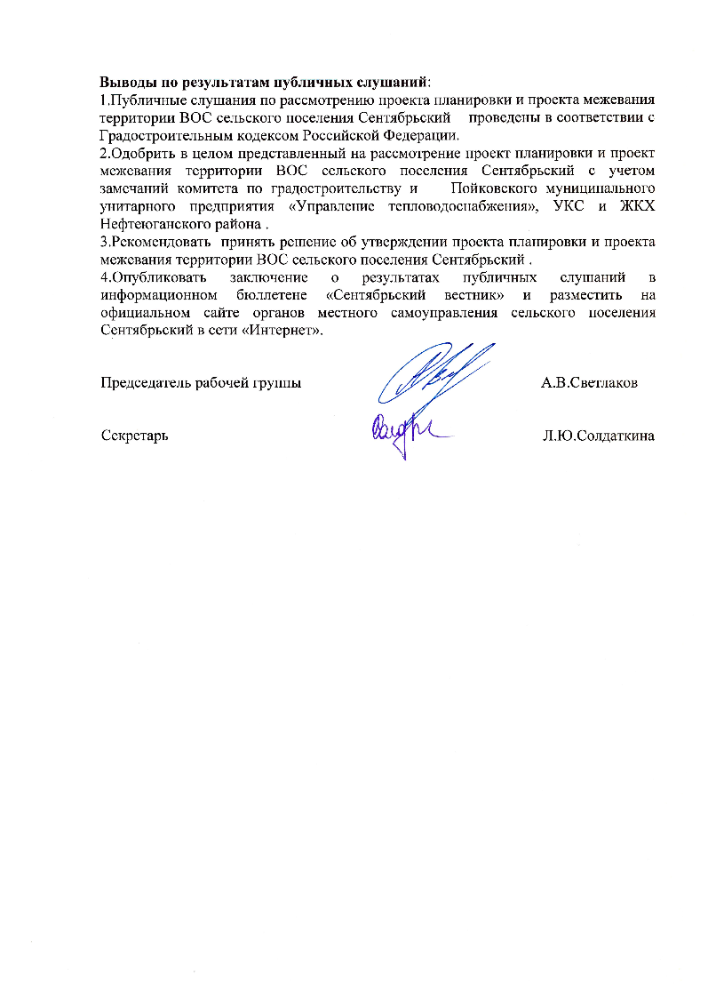 Выводы по результатам публичных слушаний:
1.Публичные слушания по рассмотрению проекта планировки и проекта межевания
территории ВОС сельского поселения Сентябрьский проведены в соответствии с
Градостроительным кодексом Российской Федерации.
2.Одобрить в целом представленный на рассмотрение проект планировки и проект
межевания территории ВОС сельского поселения Сентябрьский с учетом
замечаний комитета по градостроительству и Пойковского муниципального
унитарного предприятия «Управление тепловодоснабжения», УКС и ЖКХ
Нефтеюганского района .
3.Рекомендовать принять решение об утверждении проекта планировки и проекта
межевания территории ВОС сельского поселения Сентябрьский .
4.Опубликовать заключение о результатах публичных слушаний в
информационном бюллетене «Сентябрьский вестник» и разместить на
официальном сайте органов местного самоуправления сельского поселения
Сентябрьский в сети «Интернет».
Председатель рабочей группы А.В.Светлаков
Секретарь Л.Ю.Солдаткина